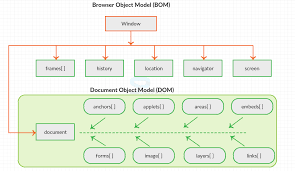 Browser Object Model (BOM)
Window
frames[ ]
history
location
navigator
screen
Document Object Model (DOM)
anchors[ ]
applets[ ]
areas[ ]
embeds[ ]
document
forms[ ]
image[ ]
layers[ ]
links[ ]